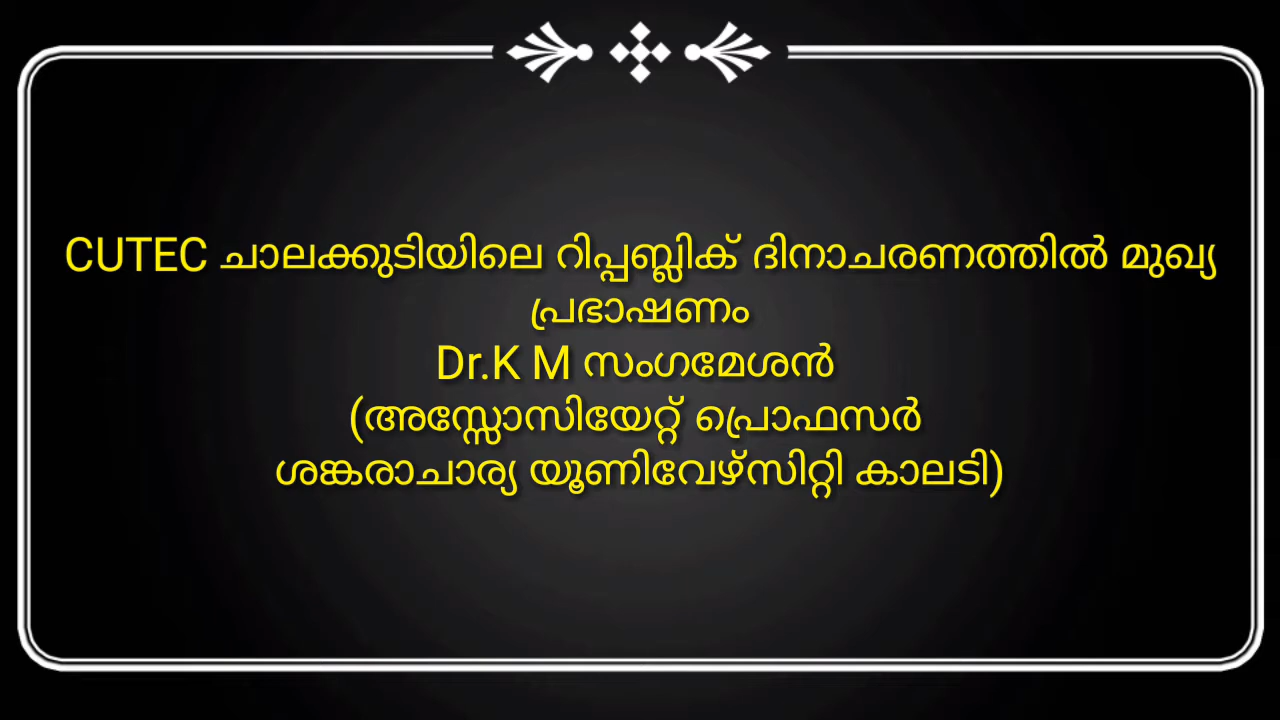 CUTEC ചാലക്കുടിയിലെ റിപ്പബ്ലിക് ദിനാചരണത്തിൽ മുഖ്യ
പ്രഭാഷണം
Dr.K M സംഗമേശൻ
(അസ്സോസിയേറ്റ് പ്രൊഫസർ
ശങ്കരാചാര്യ യൂണിവേഴ്സിറ്റി കാലടി)